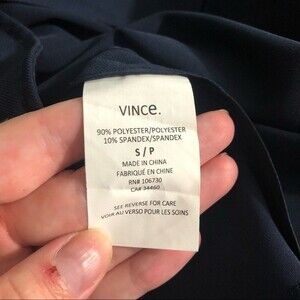 VINCE.
90% POLYESTER/POLYESTER
10% SPANDEX/SPANDEX
S / P
MADE IN CHINA
FABRIQUÉ EN CHINE
RN# 106730
CA# 34460
SEE REVERSE FOR CARE
VOIR AU VERSO POUR LES SOINS